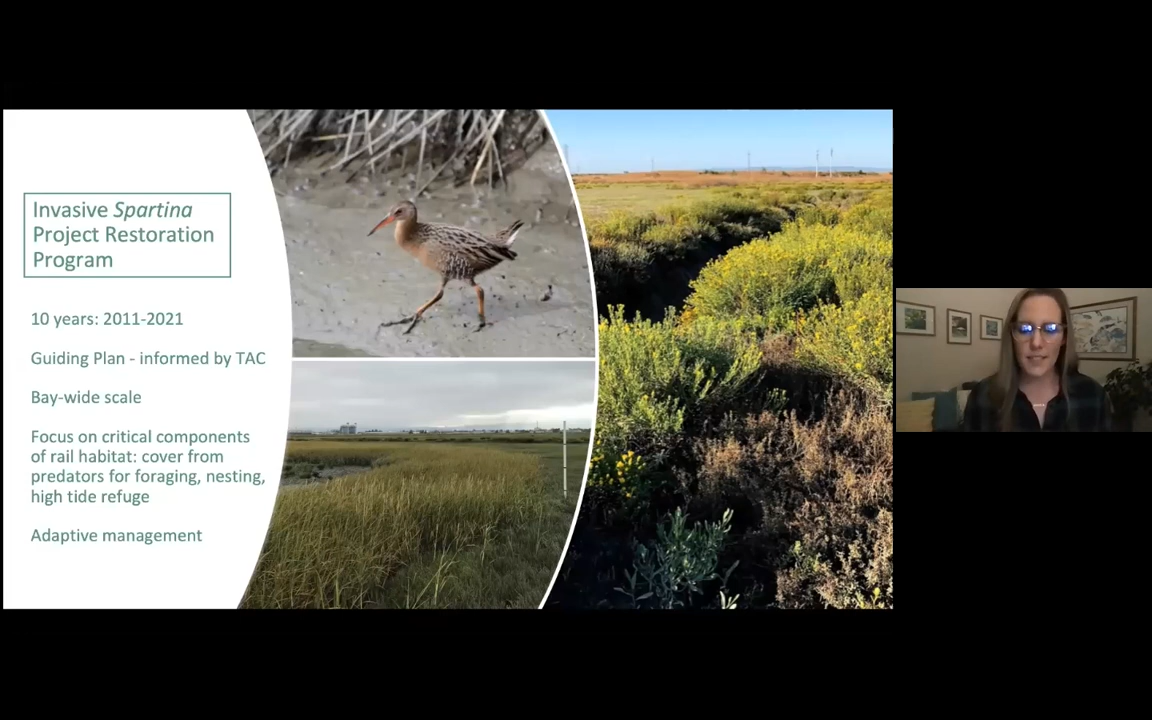 Invasive Spartina
Project Restoration
Program
10 years: 2011-2021
Guiding Plan - informed by TAC
Bay-wide scale
Focus on critical components
of rail habitat: cover from
predators for foraging, nesting,
high tide refuge
Adaptive management